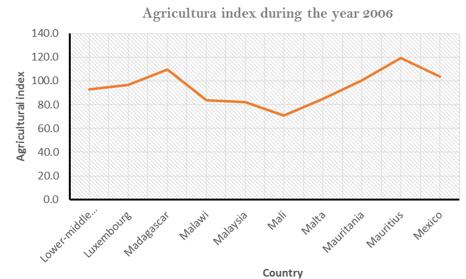 Agricultura index during the year 2006
Agricultural index
140.0
120.0
100.0
80.0
60.0
40.0
20.0
0.0
Lower-middle...
Luxembourg
Madagascar
Malawi
Malaysia
Mali
Malta
Mauritania
Mauritius
Mexico
Country